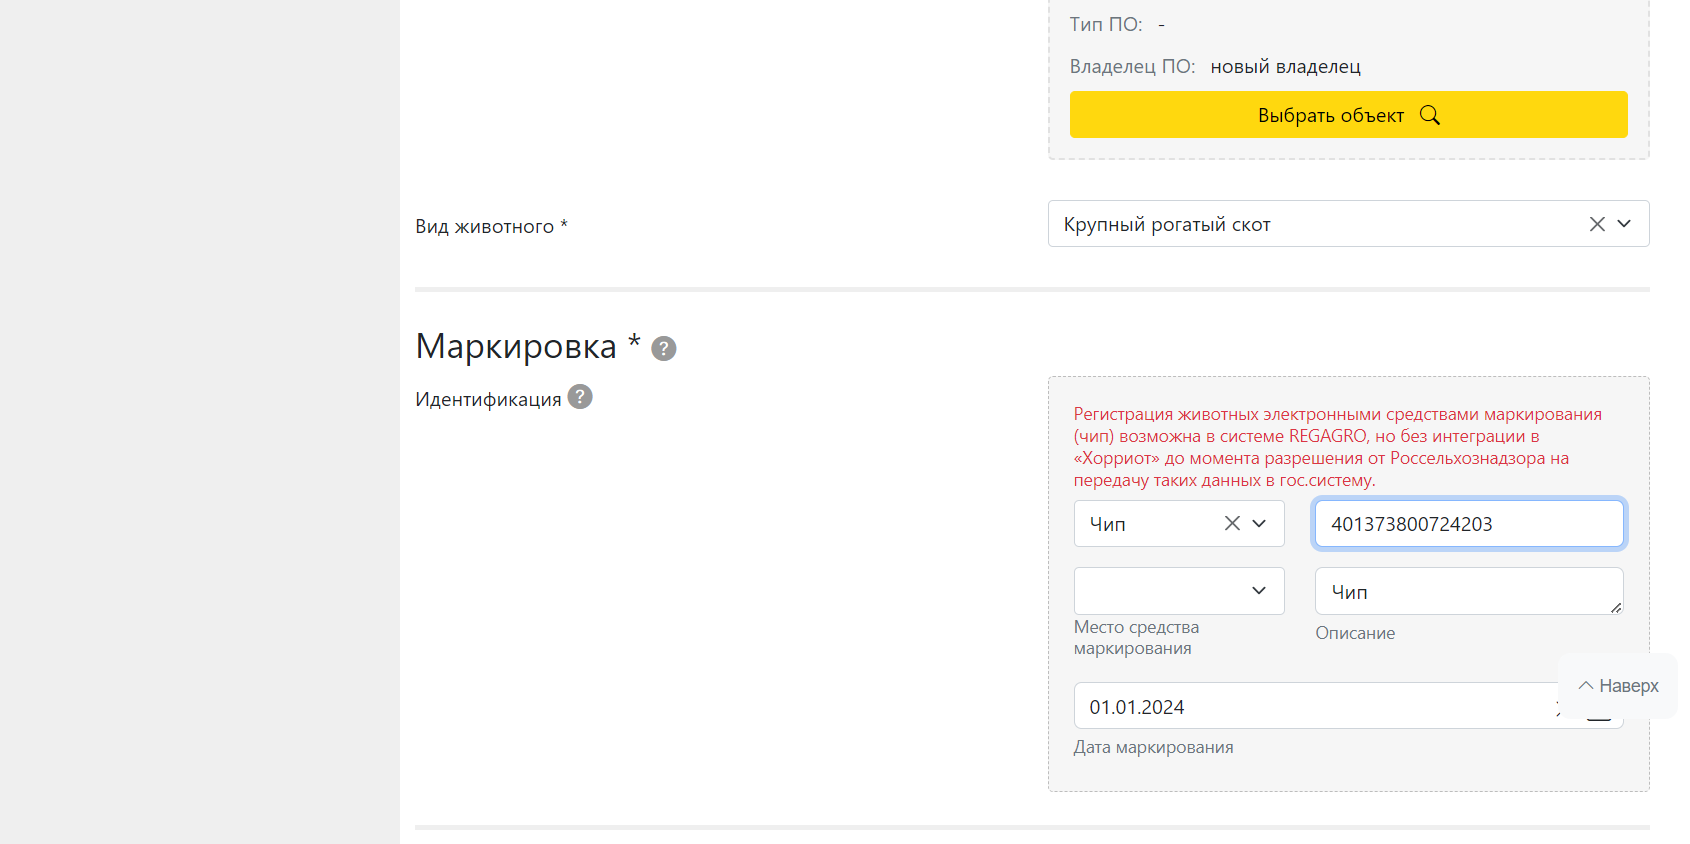 Тип ПО: -
Владелец ПО: новый владелец
Выбрать объект
Вид животного *
Крупный рогатый скот
Маркировка * ?
Идентификация ?
Регистрация животных электронными средствами маркирования
(чип) возможна в системе REGAGRO, но без интеграции в
«Хорриот» до момента разрешения от Россельхознадзора на
передачу таких данных в гос.систему.
Чип
401373800724203
Чип
Место средства
маркирования
Описание
Наверх
01.01.2024
Дата маркирования